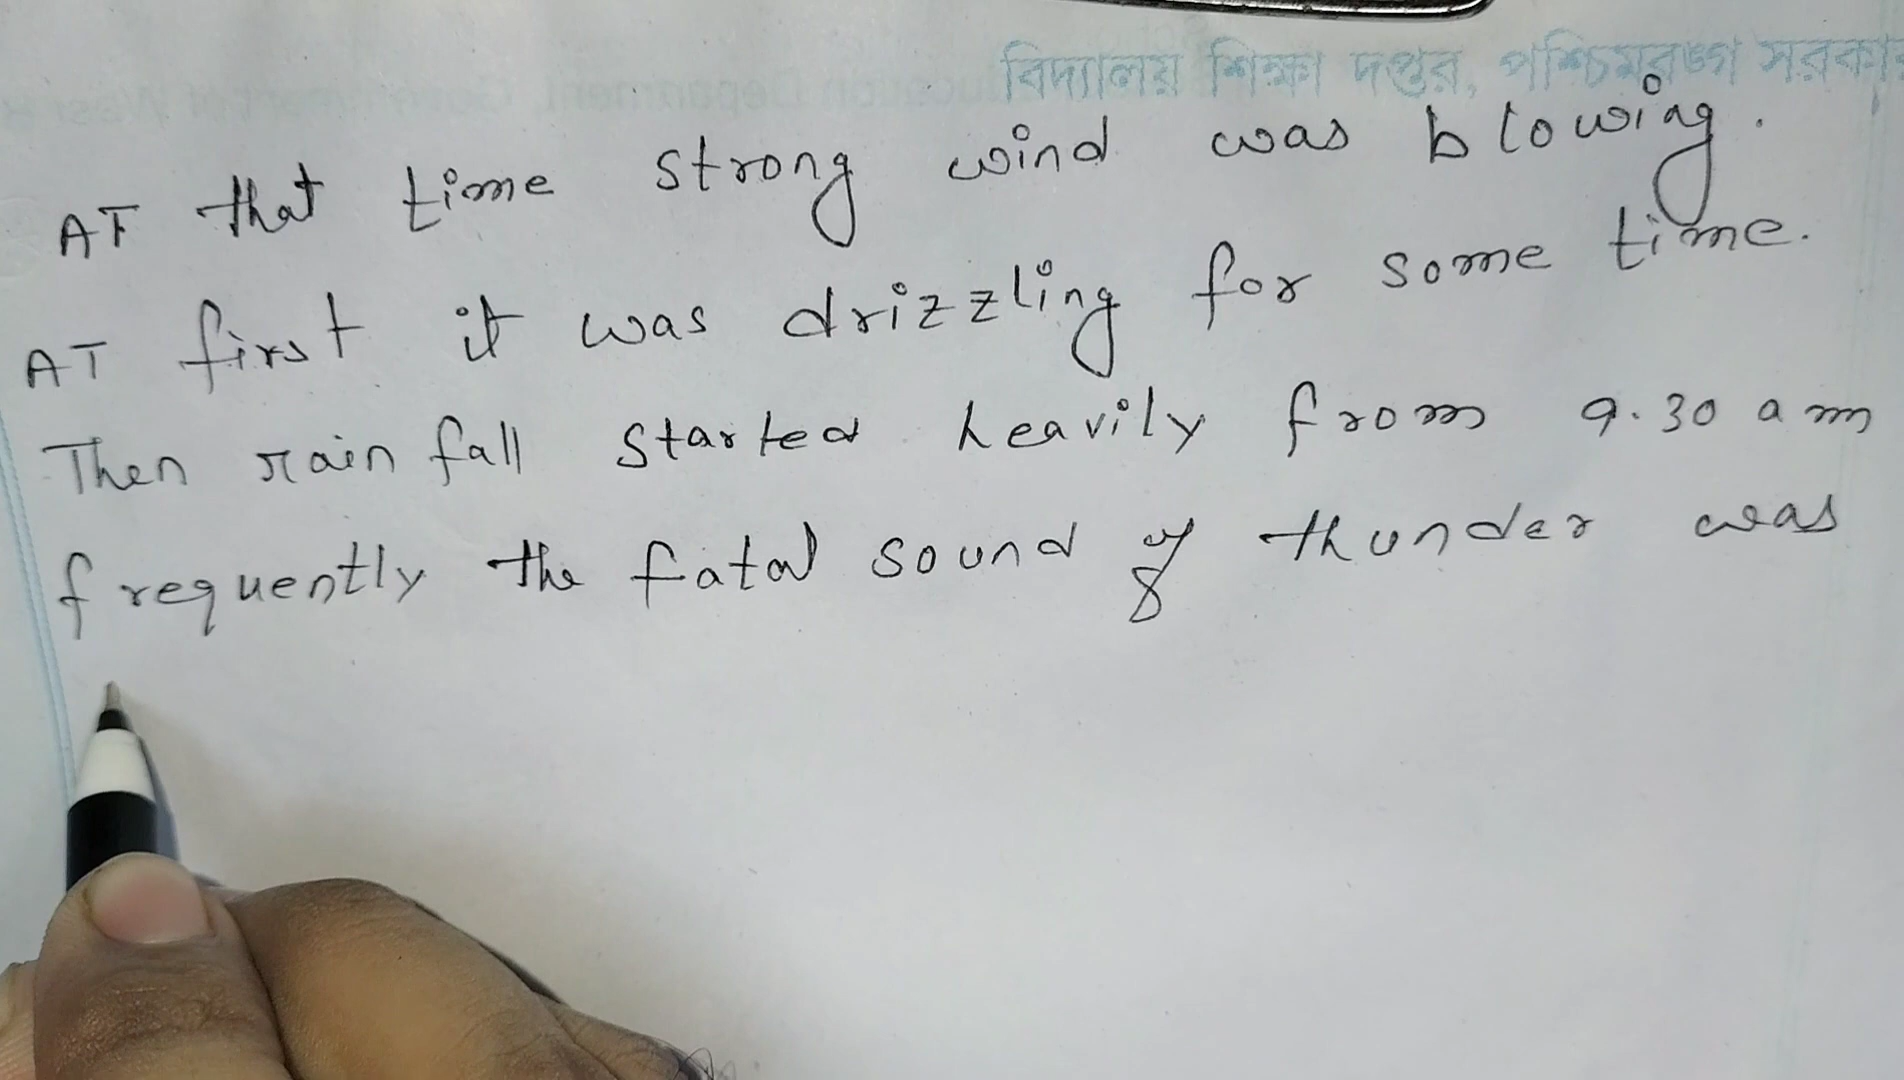 বিদ্যালয় শিক্ষা দপ্তর, পশ্চিমবঙ্গ সরকার
AT that time strong wind was blowing.
AT first it was drizzling for some time.
Then rain fall started heavily from 9.30 am
frequently the fatal sound of thunder was